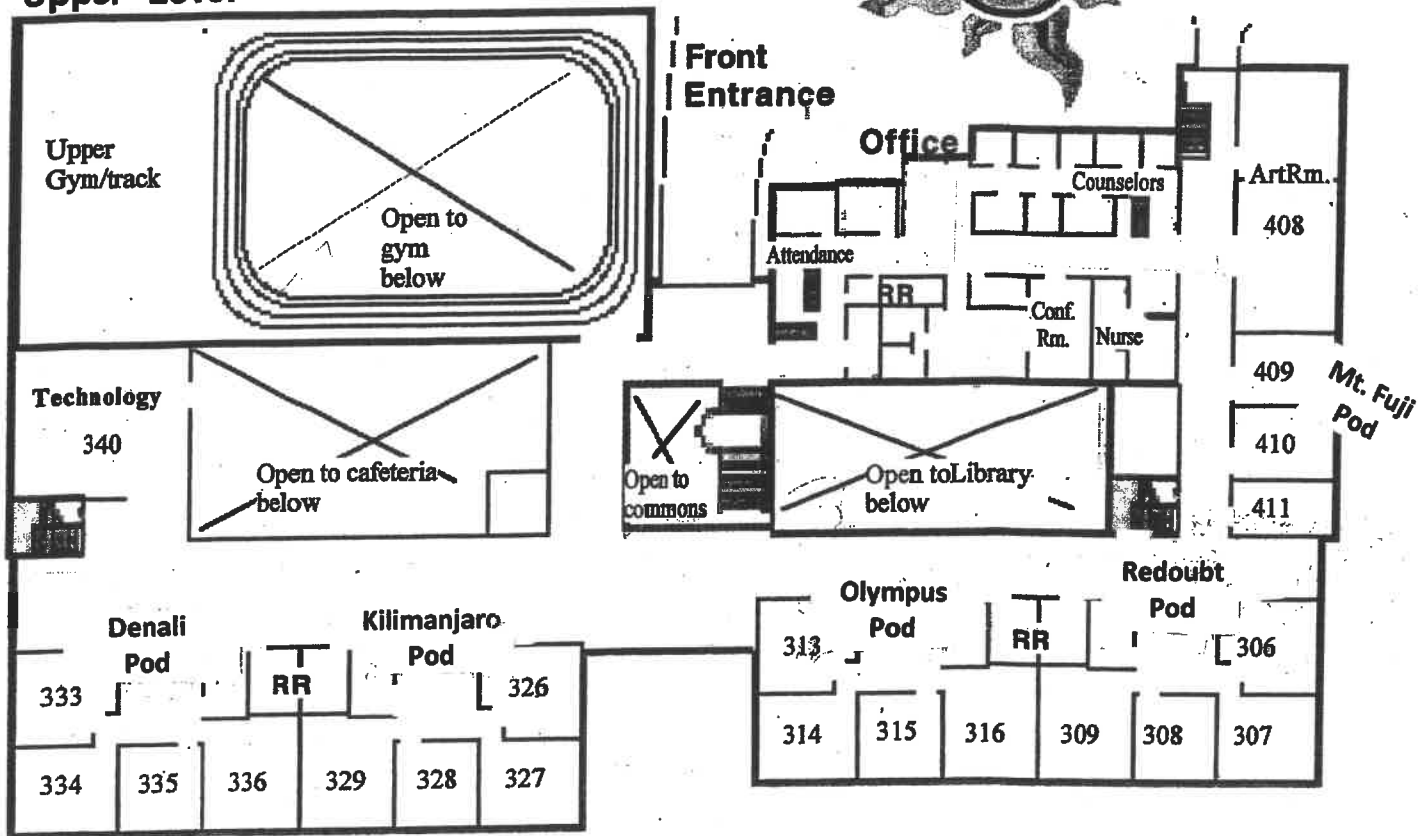 Upper Level
Front
Entrance
Office
Upper
Gym/track
Counselors
ArtRm.
408
Open to
gym
below
Attendance
RR
Conf.
Rm.
Nurse
409
Mt. Fuji
Pod
Technology
340
410
Open to cafeteria
below
Open to
commons
Open toLibrary
below
411
Denali
Pod
Kilimanjaro
Pod
Olympus
Pod
Redoubt
Pod
333
RR
326
313
RR
306
334
335
336
329
328
327
314
315
316
309
308
307